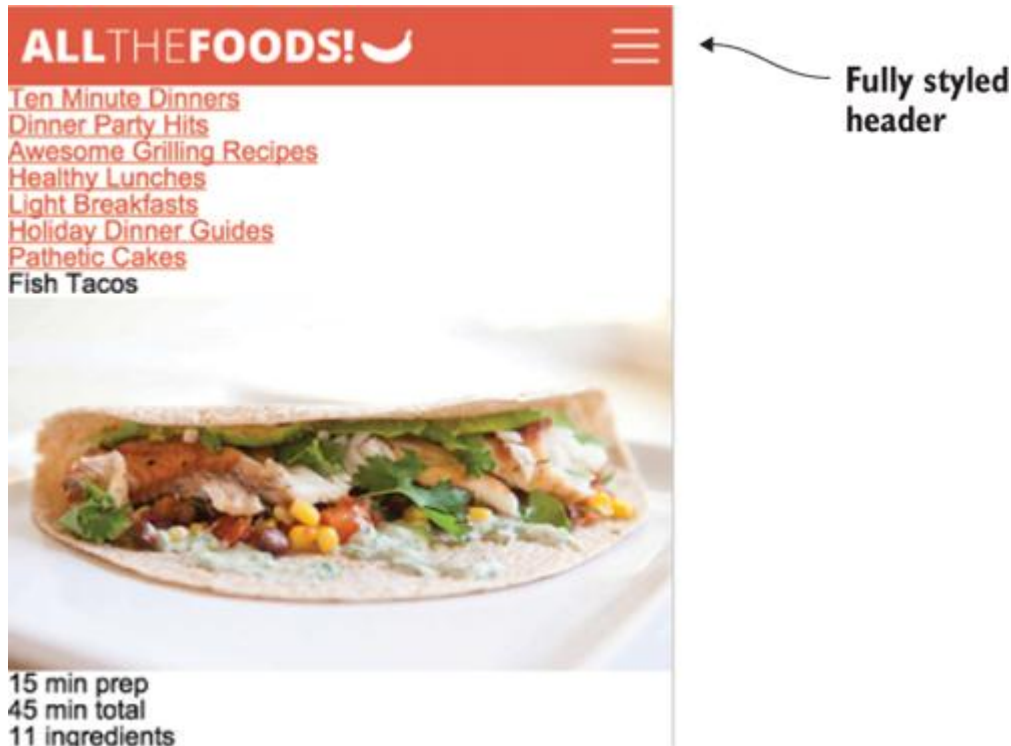 ALLTHEFOODS!
Fully styled
header
Ten Minute Dinners
Dinner Party Hits
Awesome Grilling Recipes
Healthy Lunches
Light Breakfasts
Holiday Dinner Guides
Pathetic Cakes
Fish Tacos
15 min prep
45 min total
11 ingredients